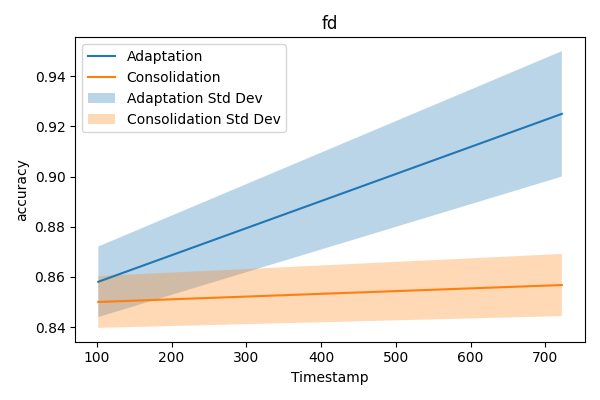 fd
Adaptation
Consolidation
Adaptation Std Dev
Consolidation Std Dev
accuracy
0.94
0.92
0.90
0.88
0.86
0.84
100 200 300 400 500 600 700
Timestamp